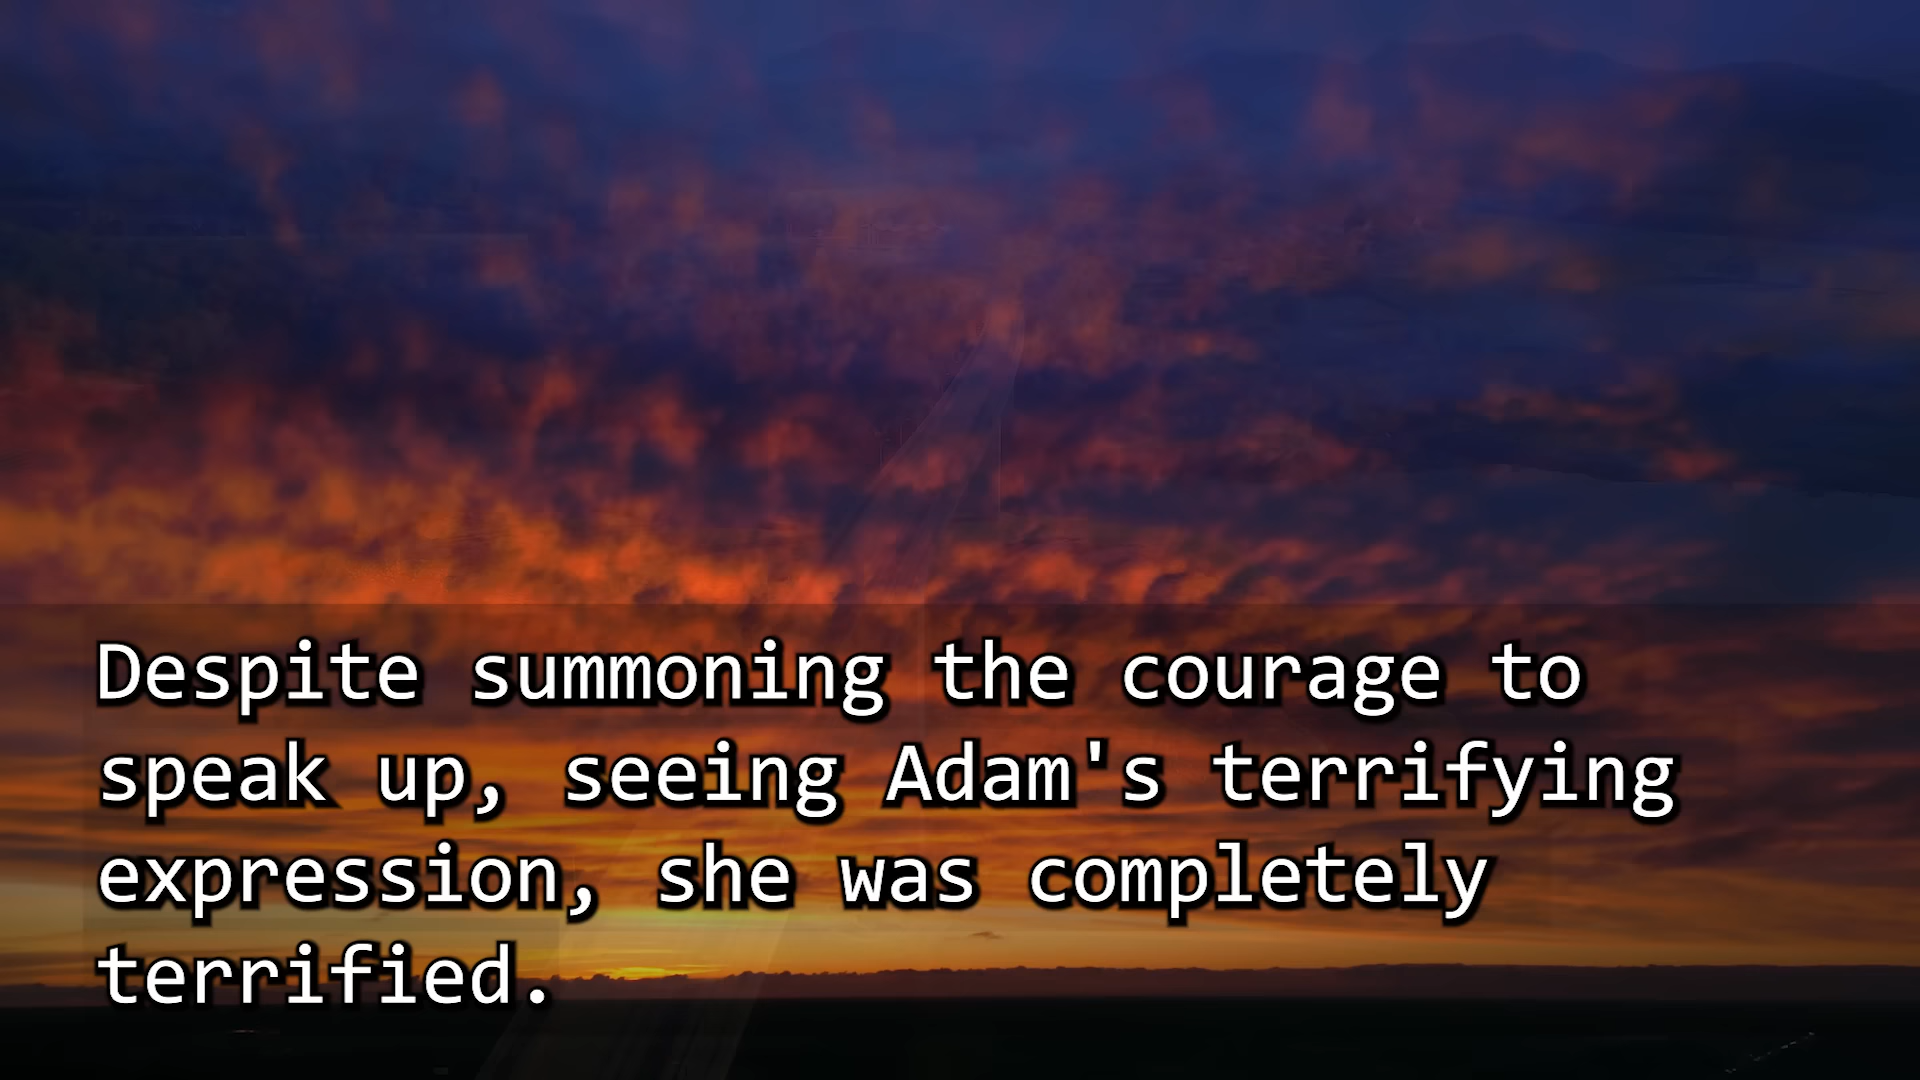 Despite summoning the courage to
speak up, seeing Adam's terrifying
expression, she was completely
terrified.